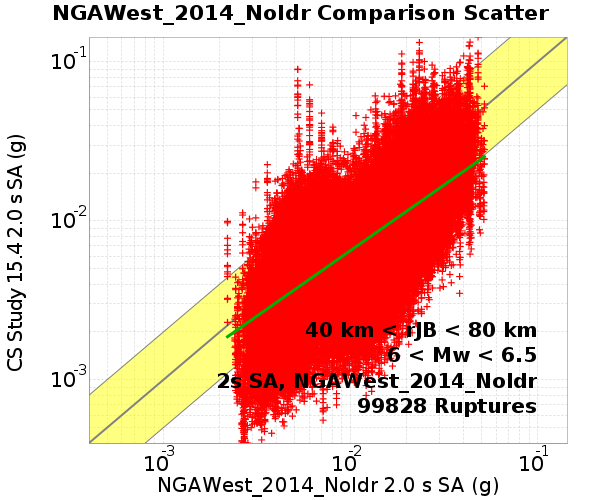 NGAWest_2014_NoIdr Comparison Scatter
CS Study 15.4 2.0 s SA (g)
10-1
10-2
10-3
40 km < rJB < 80 km
6 < Mw < 6.5
2s SA, NGAWest_2014_NoIdr
99828 Ruptures
10-3 10-2 10-1
NGAWest_2014_NoIdr 2.0 s SA (g)